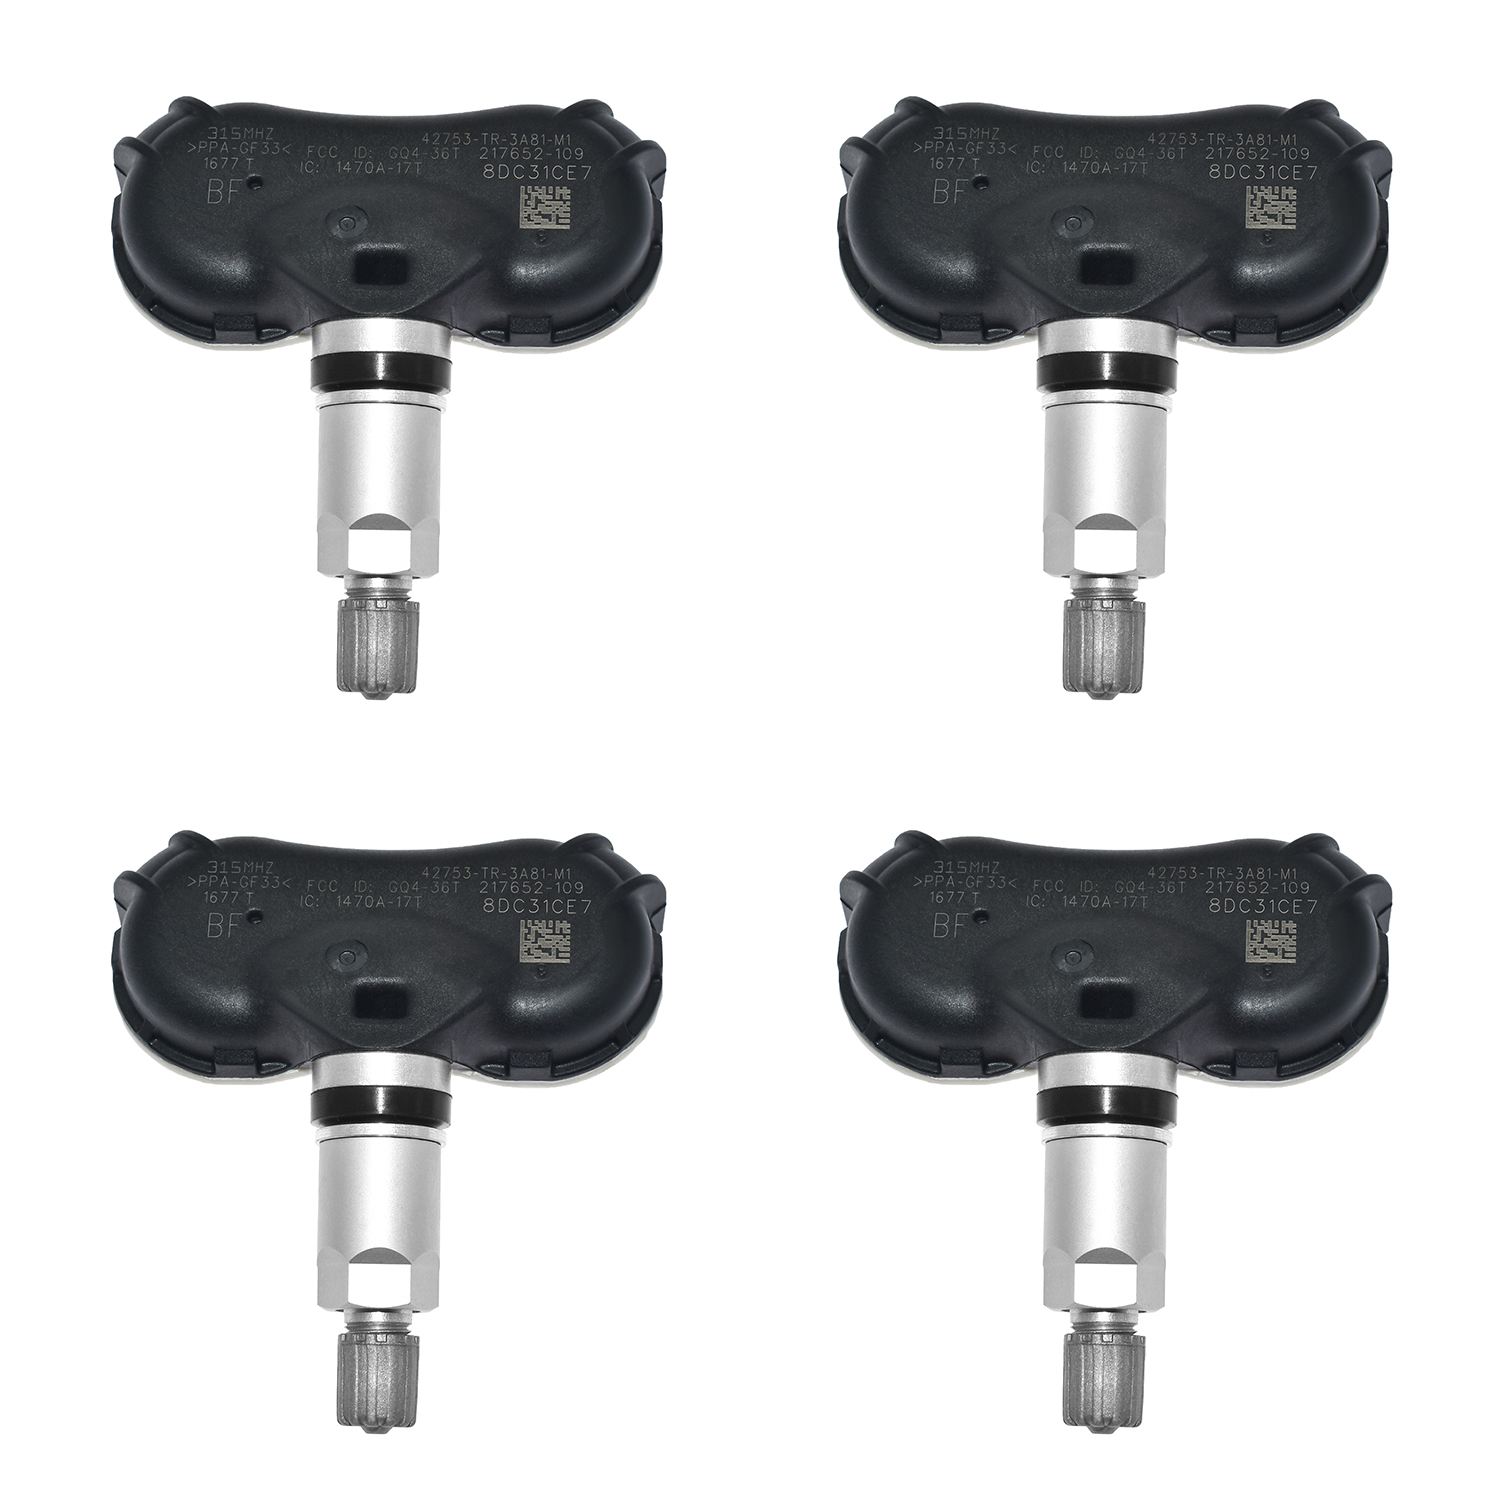 315MHZ 42753-TR-3A81-M1
>PPA-GF33< FCC ID: GQ4-36T 217652-109
1677 T IC: 1470A-17T 8DC31CE7
BF
315MHZ 42753-TR-3A81-M1
>PPA-GF33< FCC ID: GQ4-36T 217652-109
1677 T IC: 1470A-17T 8DC31CE7
BF
315MHZ 42753-TR-3A81-M1
>PPA-GF33< FCC ID: GQ4-36T 217652-109
1677 T IC: 1470A-17T 8DC31CE7
BF
315MHZ 42753-TR-3A81-M1
>PPA-GF33< FCC ID: GQ4-36T 217652-109
1677 T IC: 1470A-17T 8DC31CE7
BF